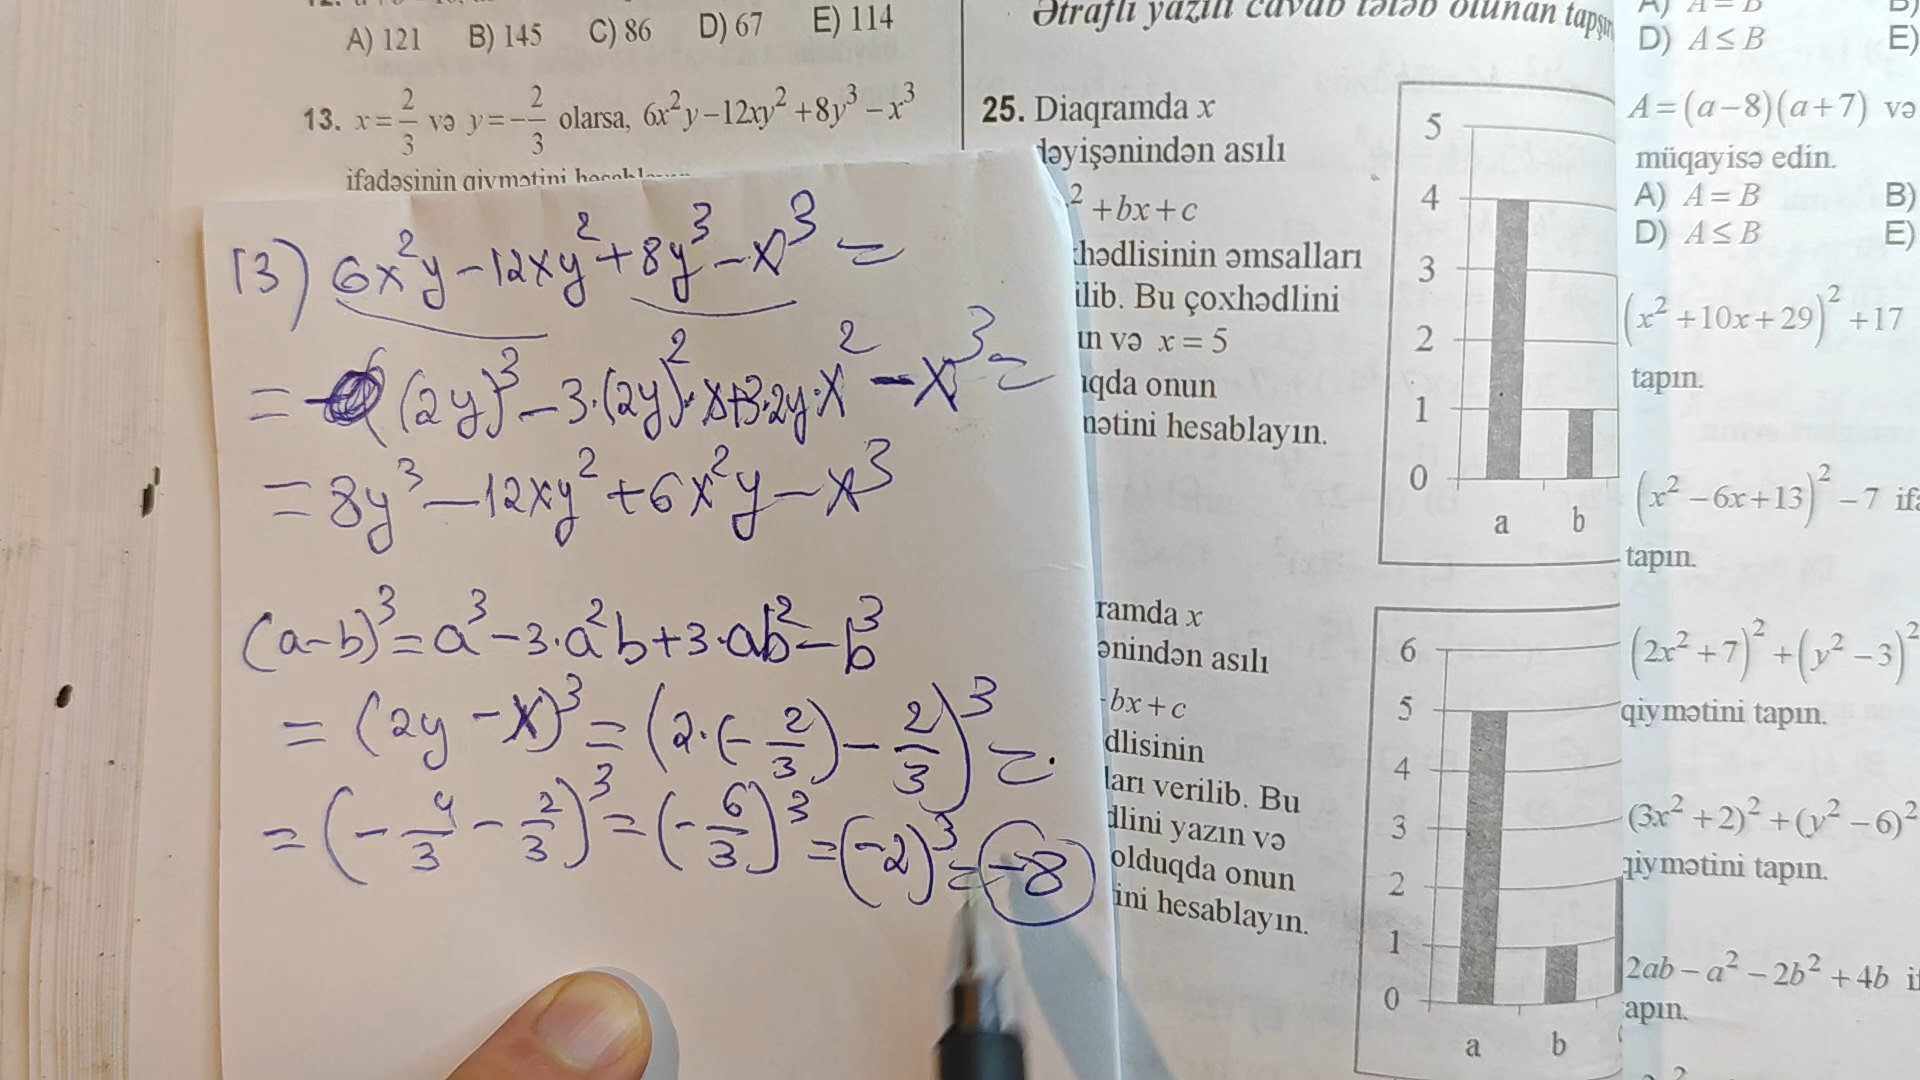 A) 121 B) 145 C) 86 D) 67 E) 114
13. x = 2/3 və y = -2/3 olarsa, 6x²y - 12xy² + 8y³ - x³
ifadəsinin qiymətini
13) 6x²y - 12xy² + 8y³ - x³ =
= (2y)³ - 3·(2y)²·x + 3·2y·x² - x³ =
= 8y³ - 12xy² + 6x²y - x³
(a-b)³ = a³ - 3·a²b + 3·ab² - b³
= (2y - x)³ = (2·(-2/3) - 2/3)³ =
= (-4/3 - 2/3)³ = (-6/3)³ = (-2)³ = -8
Ətraflı yazılı cavab tələb olunan
25. Diaqramda x
dəyişənindən asılı
² + bx + c
hədlisinin əmsalları
ilib. Bu çoxhədlini
ın və x = 5
qda onun
mətini hesablayın.
5
4
3
2
1
0
a b
ramda x
ənindən asılı
bx + c
dlisinin
ları verilib. Bu
dlini yazın və
olduqda onun
ini hesablayın.
6
5
4
3
2
1
0
a b
A) A = B
D) A ≤ B E)
A = (a-8)(a+7) və
müqayisə edin.
A) A = B B)
D) A ≤ B E)
(x² + 10x + 29)² + 17
tapın.
(x² - 6x + 13)² - 7
tapın.
(2x² + 7)² + (y² - 3)²
qiymətini tapın.
(3x² + 2)² + (y² - 6)²
qiymətini tapın.
2ab - a² - 2b² + 4b
apın.